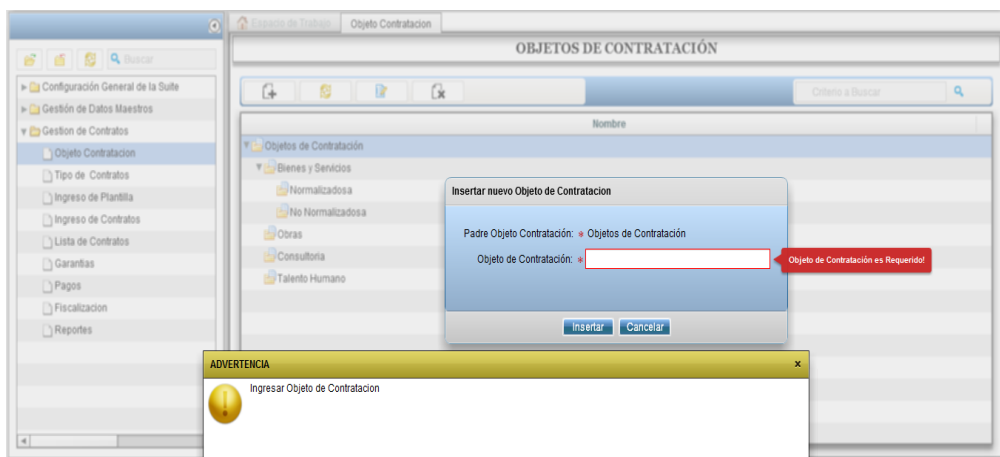 Espacio de Trabajo
Objeto Contratacion
OBJETOS DE CONTRATACIÓN
Buscar
Criterio a Buscar
Configuración General de la Suite
Gestión de Datos Maestros
Gestion de Contratos
Objeto Contratacion
Tipo de Contratos
Ingreso de Plantilla
Ingreso de Contratos
Lista de Contratos
Garantias
Pagos
Fiscalizacion
Reportes
Nombre
Objetos de Contratación
Bienes y Servicios
Normalizadosa
No Normalizadosa
Obras
Consultoria
Talento Humano
Insertar nuevo Objeto de Contratacion
Padre Objeto Contratación: * Objetos de Contratación
Objeto de Contratación: *
Objeto de Contratación es Requerido!
Insertar Cancelar
ADVERTENCIA x
Ingresar Objeto de Contratacion